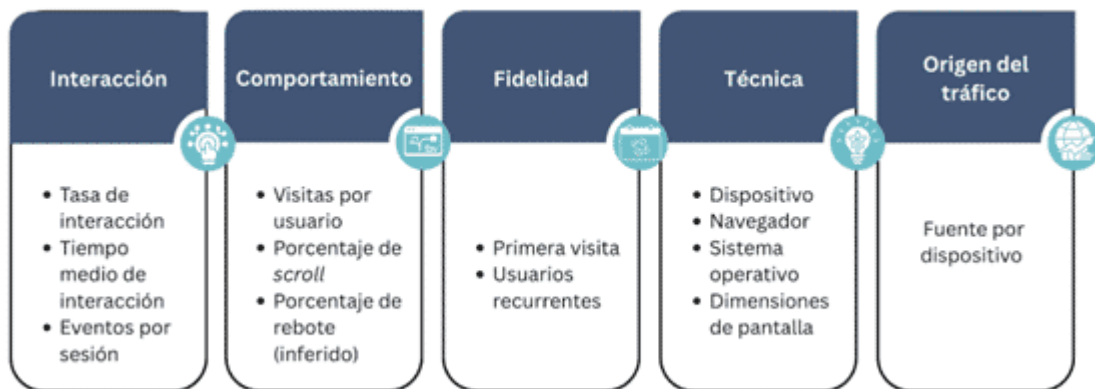 Interacción
• Tasa de
interacción
• Tiempo
medio de
interacción
• Eventos por
sesión
Comportamiento
• Visitas por
usuario
• Porcentaje de
scroll
• Porcentaje de
rebote
(inferido)
Fidelidad
• Primera visita
• Usuarios
recurrentes
Técnica
• Dispositivo
• Navegador
• Sistema
operativo
• Dimensiones
de pantalla
Origen del
tráfico
Fuente por
dispositivo